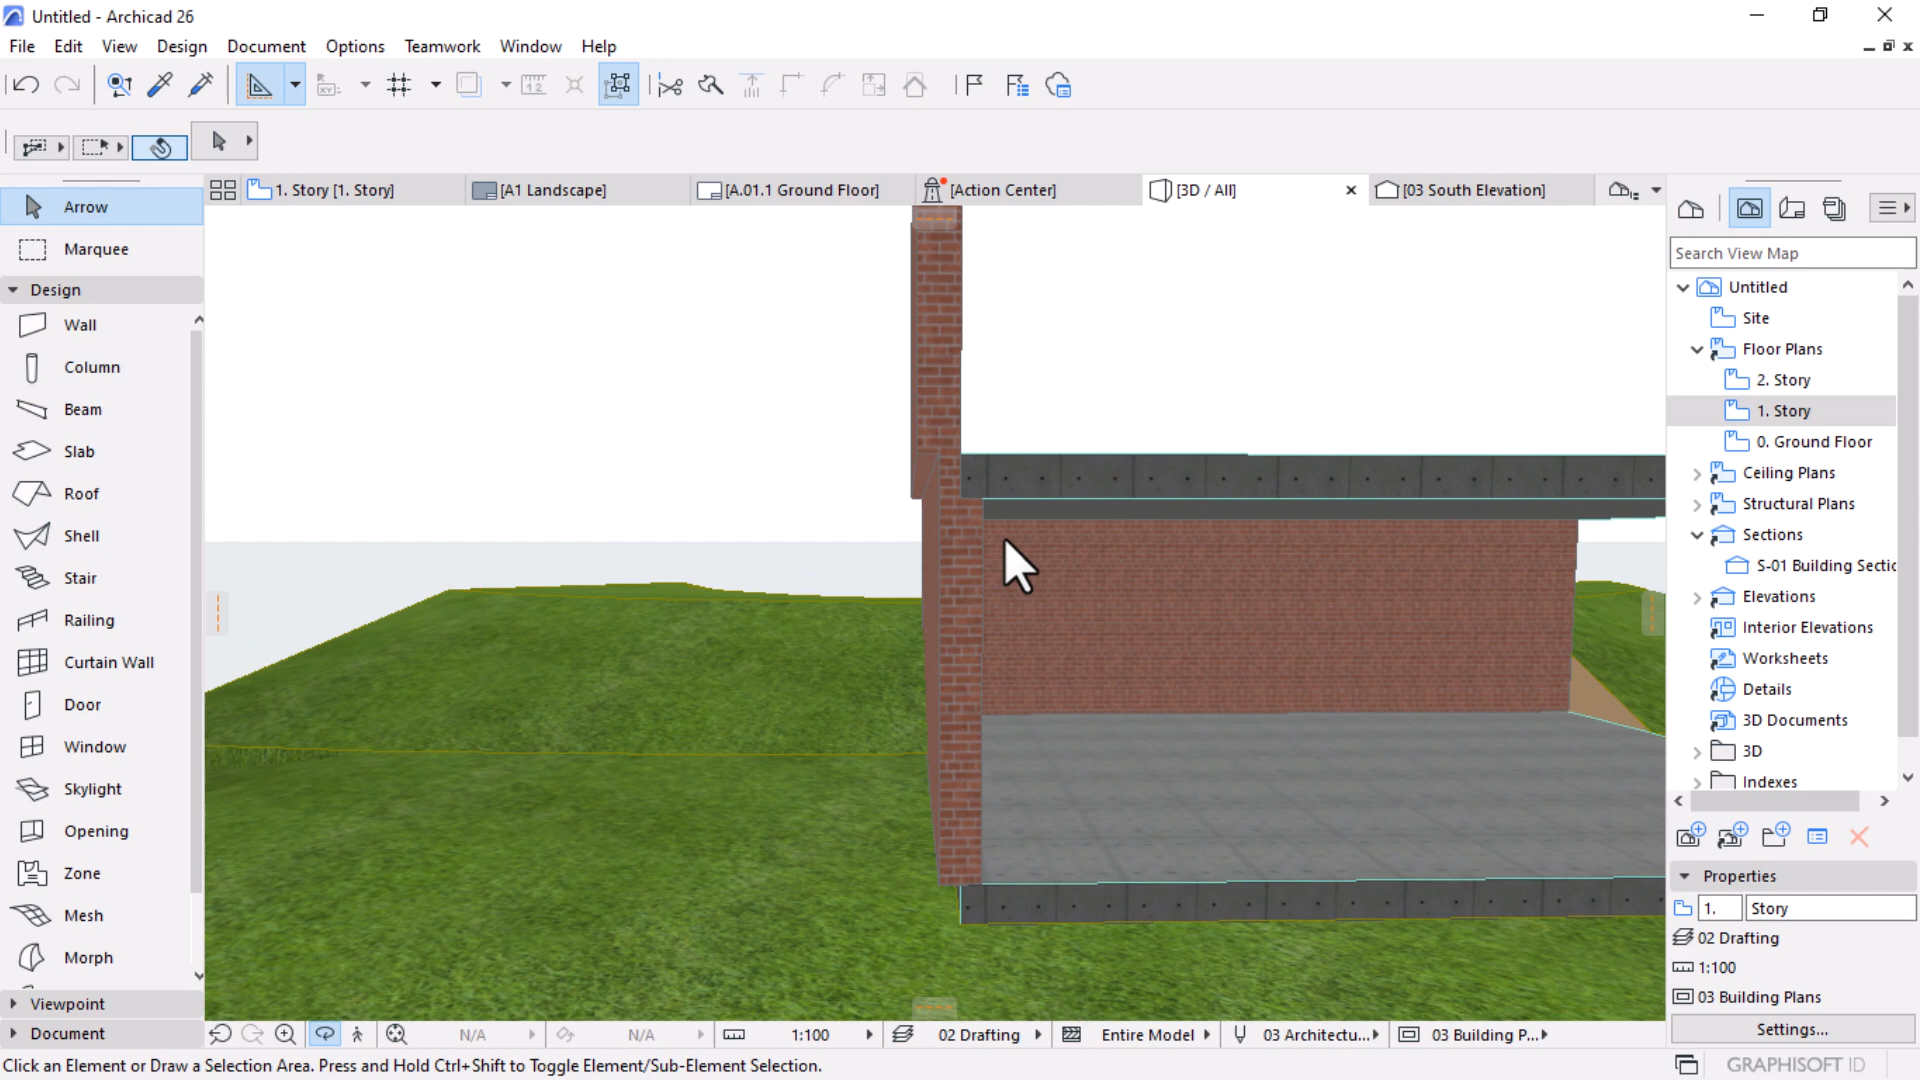 Untitled - Archicad 26
File Edit View Design Document Options Teamwork Window Help
1. Story [1. Story]
[A1 Landscape]
[A.01.1 Ground Floor]
[Action Center]
[3D / All]
[03 South Elevation]
Arrow
Marquee
Design
Wall
Column
Beam
Slab
Roof
Shell
Stair
Railing
Curtain Wall
Door
Window
Skylight
Opening
Zone
Mesh
Morph
Viewpoint
Document
Search View Map
Untitled
Site
Floor Plans
2. Story
1. Story
0. Ground Floor
Ceiling Plans
Structural Plans
Sections
S-01 Building Sectic
Elevations
Interior Elevations
Worksheets
Details
3D Documents
3D
Indexes
Properties
1. Story
02 Drafting
1:100
03 Building Plans
Settings...
N/A N/A 1:100 02 Drafting Entire Model 03 Architectu... 03 Building P...
Click an Element or Draw a Selection Area. Press and Hold Ctrl+Shift to Toggle Element/Sub-Element Selection.
GRAPHISOFT ID